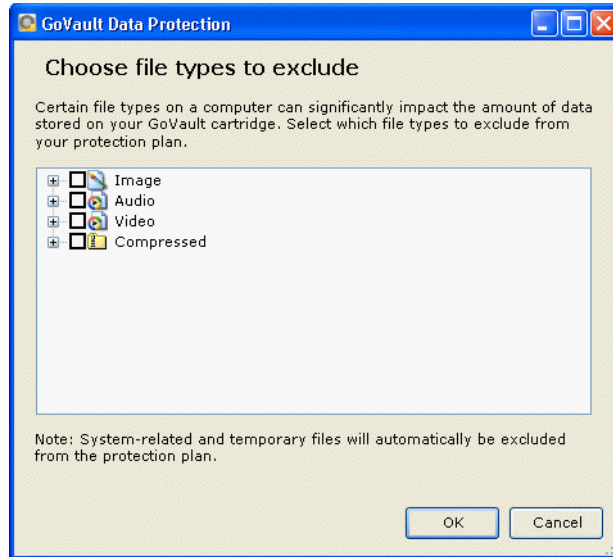 GoVault Data Protection
Choose file types to exclude
Certain file types on a computer can significantly impact the amount of data
stored on your GoVault cartridge. Select which file types to exclude from
your protection plan.
Image
Audio
Video
Compressed
Note: System-related and temporary files will automatically be excluded
from the protection plan.
OK
Cancel